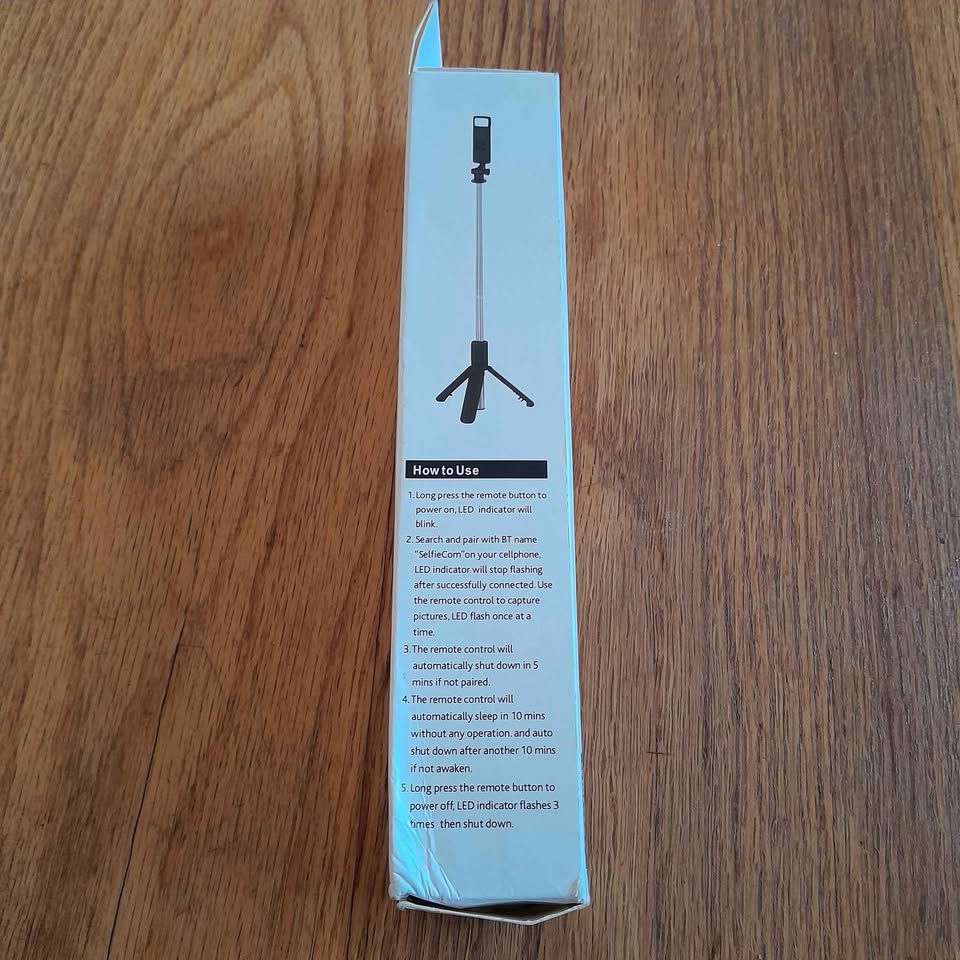 How to Use
1. Long press the remote button to
power on, LED indicator will
blink.
2. Search and pair with BT name
"SelfieCom"on your cellphone,
LED indicator will stop flashing
after successfully connected. Use
the remote control to capture
pictures, LED flash once at a
time.
3. The remote control will
automatically shut down in 5
mins if not paired.
4. The remote control will
automatically sleep in 10 mins
without any operation. and auto
shut down after another 10 mins
if not awaken.
5. Long press the remote button to
power off, LED indicator flashes 3
times then shut down.